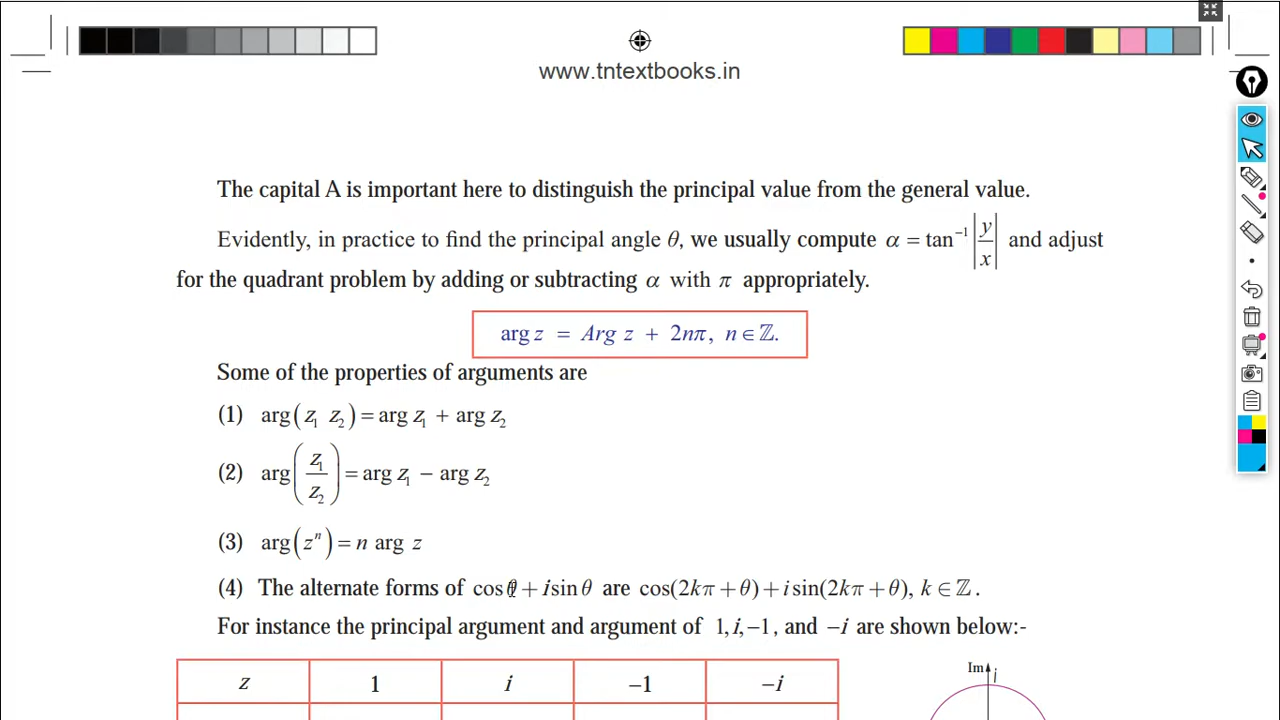 www.tntextbooks.in
The capital A is important here to distinguish the principal value from the general value.
Evidently, in practice to find the principal angle θ, we usually compute α = tan⁻¹ |y/x| and adjust
for the quadrant problem by adding or subtracting α with π appropriately.
arg z = Arg z + 2nπ, n ∈ ℤ.
Some of the properties of arguments are
(1) arg(z₁ z₂) = arg z₁ + arg z₂
(2) arg(z₁/z₂) = arg z₁ − arg z₂
(3) arg(zⁿ) = n arg z
(4) The alternate forms of cos θ + i sin θ are cos(2kπ + θ) + i sin(2kπ + θ), k ∈ ℤ.
For instance the principal argument and argument of 1, i, −1, and −i are shown below:-
Im i
z 1 i −1 −i